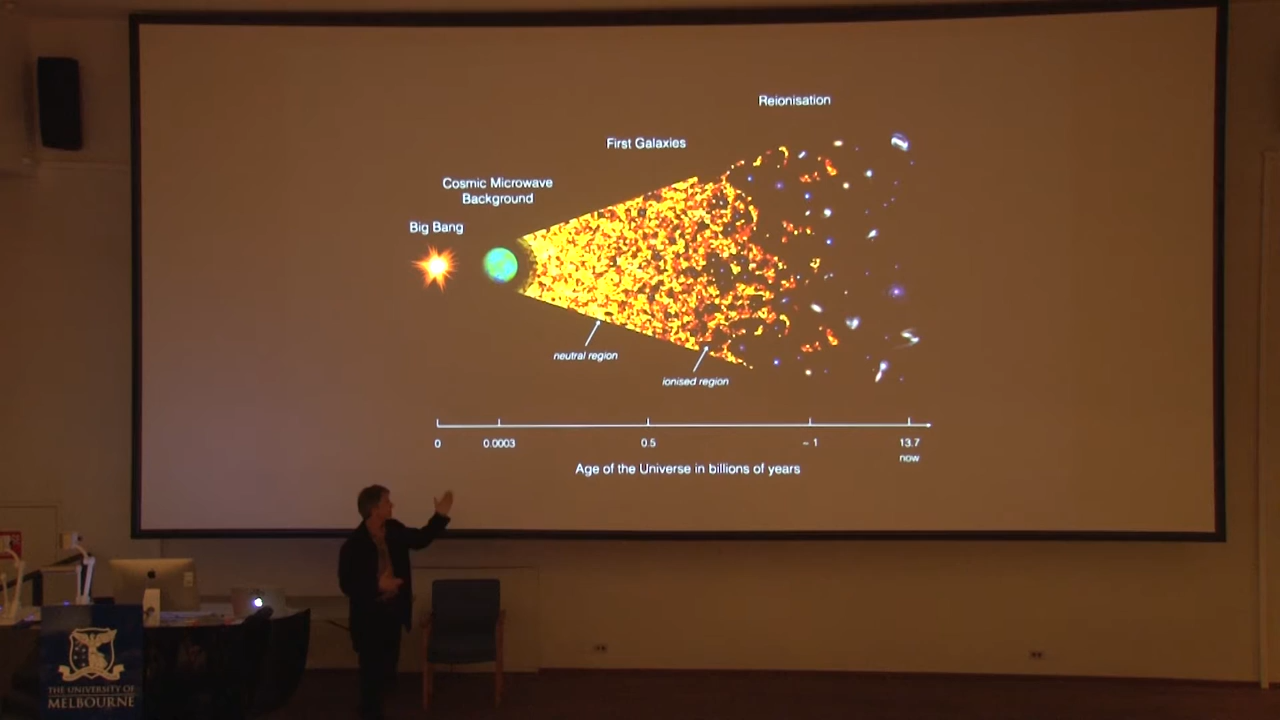 Reionisation
First Galaxies
Cosmic Microwave
Background
Big Bang
neutral region
ionised region
0
0.0003
0.5
~ 1
13.7
now
Age of the Universe in billions of years
THE UNIVERSITY OF
MELBOURNE